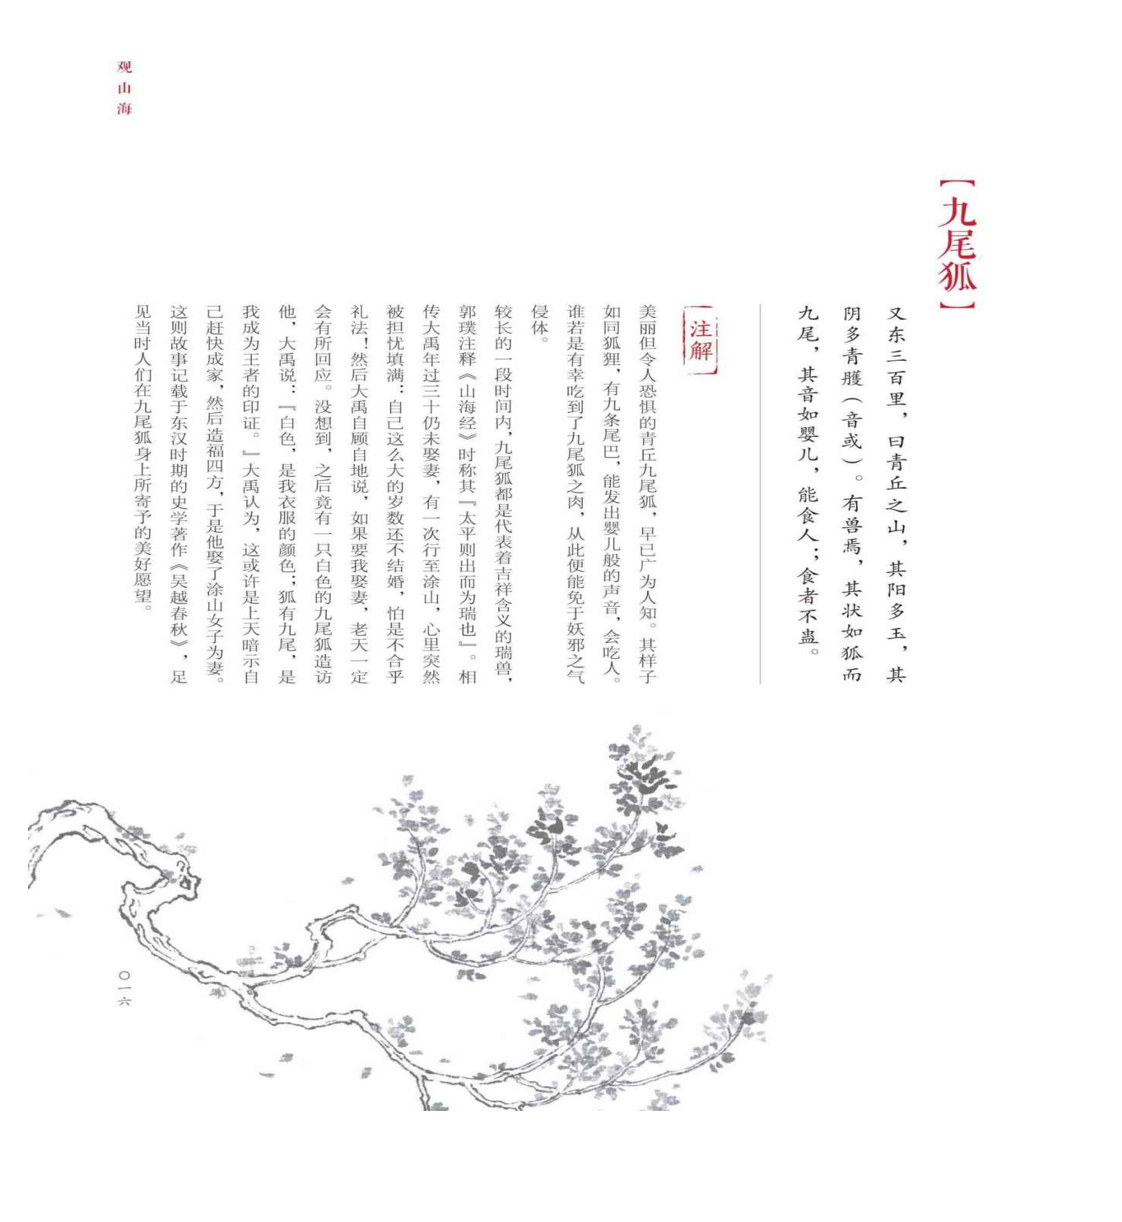 【九尾狐】
又东三百里，曰青丘之山，其阳多玉，其
阴多青雘（音或）。有兽焉，其状如狐而
九尾，其音如婴儿，能食人；食者不蛊。
注解
美丽但令人恐惧的青丘九尾狐，早已广为人知。其样子
如同狐狸，有九条尾巴，能发出婴儿般的声音，会吃人。
谁若是有幸吃到了九尾狐之肉，从此便能免于妖邪之气
侵体。
较长的一段时间内，九尾狐都是代表着吉祥含义的瑞兽，
郭璞注释《山海经》时称其『太平则出而为瑞也』。相
传大禹年过三十仍未娶妻，有一次行至涂山，心里突然
被担忧填满：自己这么大的岁数还不结婚，怕是不合乎
礼法！然后大禹自顾自地说，如果要我娶妻，老天一定
会有所回应。没想到，之后竟有一只白色的九尾狐造访
他，大禹说：『白色，是我衣服的颜色；狐有九尾，是
我成为王者的印证。』大禹认为，这或许是上天暗示自
己赶快成家，然后造福四方，于是他娶了涂山女子为妻。
这则故事记载于东汉时期的史学著作《吴越春秋》，足
见当时人们在九尾狐身上所寄予的美好愿望。
观山海
〇一六